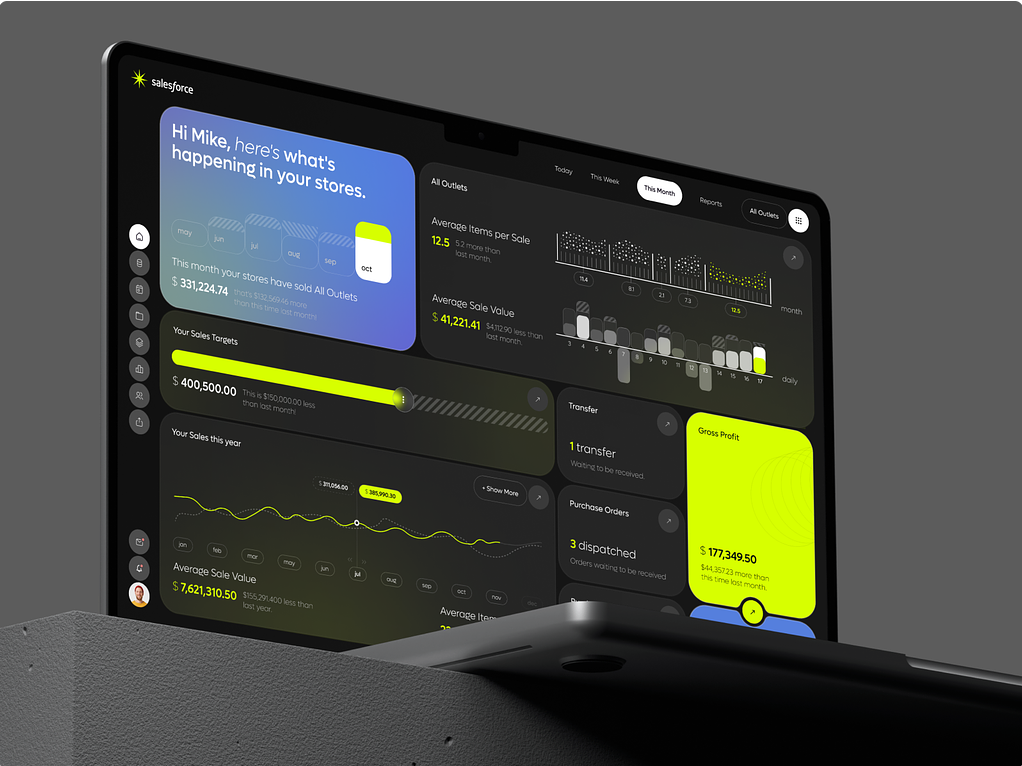 salesforce
Hi Mike, here's what's
happening in your stores.
may
jun
jul
aug
sep
oct
This month your stores have sold All Outlets
$ 331,224.74
that's $132,569.46 more
than this time last month!
Today
This Week
This Month
Reports
All Outlets
All Outlets
Average Items per Sale
12.5
5.2 more than
last month.
11.4
8.1
2.1
7.3
12.5
month
Average Sale Value
$ 41,221.41
$4,112.90 less than
last month.
3 4 5 6 7 8 9 10 11 12 13 14 15 16 17
daily
Your Sales Targets
$ 400,500.00
This is $150,000.00 less
than last month!
Your Sales this year
$ 311,056.00
$ 385,990.30
+ Show More
jan
feb
mar
may
jun
jul
aug
sep
oct
nov
Average Sale Value
$ 7,621,310.50
$155,291.400 less than
last year.
Transfer
1 transfer
Waiting to be received.
Purchase Orders
3 dispatched
Orders waiting to be received
Gross Profit
$ 177,349.50
$44,357.23 more than
this time last month.